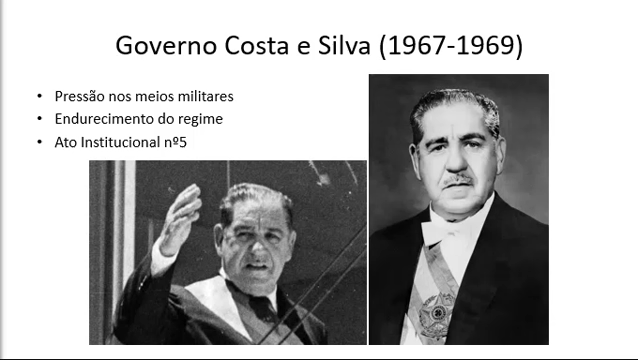 Governo Costa e Silva (1967-1969)
• Pressão nos meios militares
• Endurecimento do regime
• Ato Institucional nº5